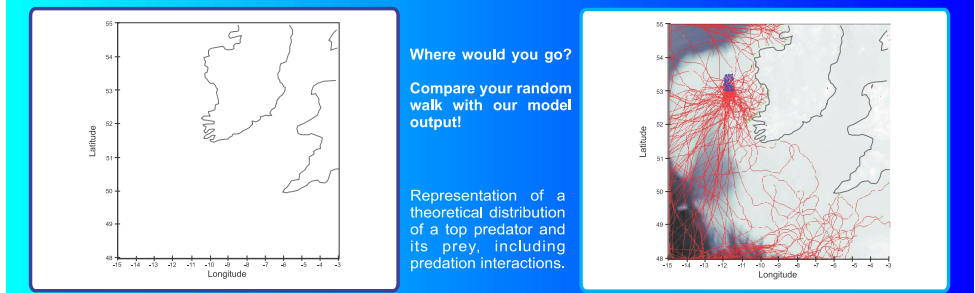 55
54
53
52
51
50
49
48
Latitude
-15 -14 -13 -12 -11 -10 -9 -8 -7 -6 -5 -4 -3
Longitude
Where would you go?
Compare your random
walk with our model
output!
Representation of a
theoretical distribution
of a top predator and
its prey, including
predation interactions.
55
54
53
52
51
50
49
48
Latitude
-15 -14 -13 -12 -11 -10 -9 -8 -7 -6 -5 -4 -3
Longitude